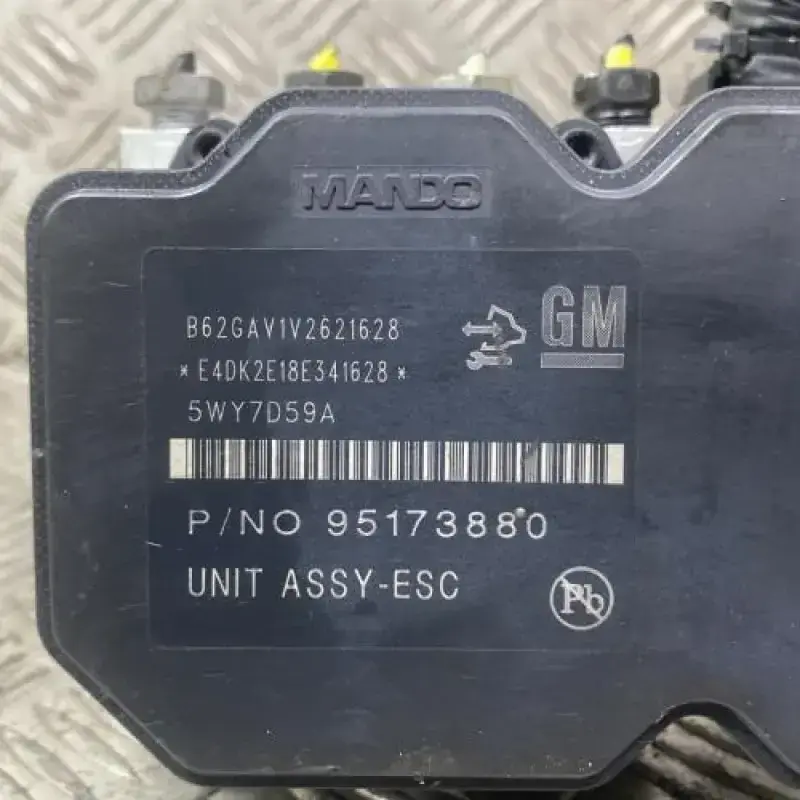 MANDO
B62GAV1V2621628
GM
*E4DK2E18E341628*
5WY7D59A
P/NO 95173880
UNIT ASSY-ESC
Pb